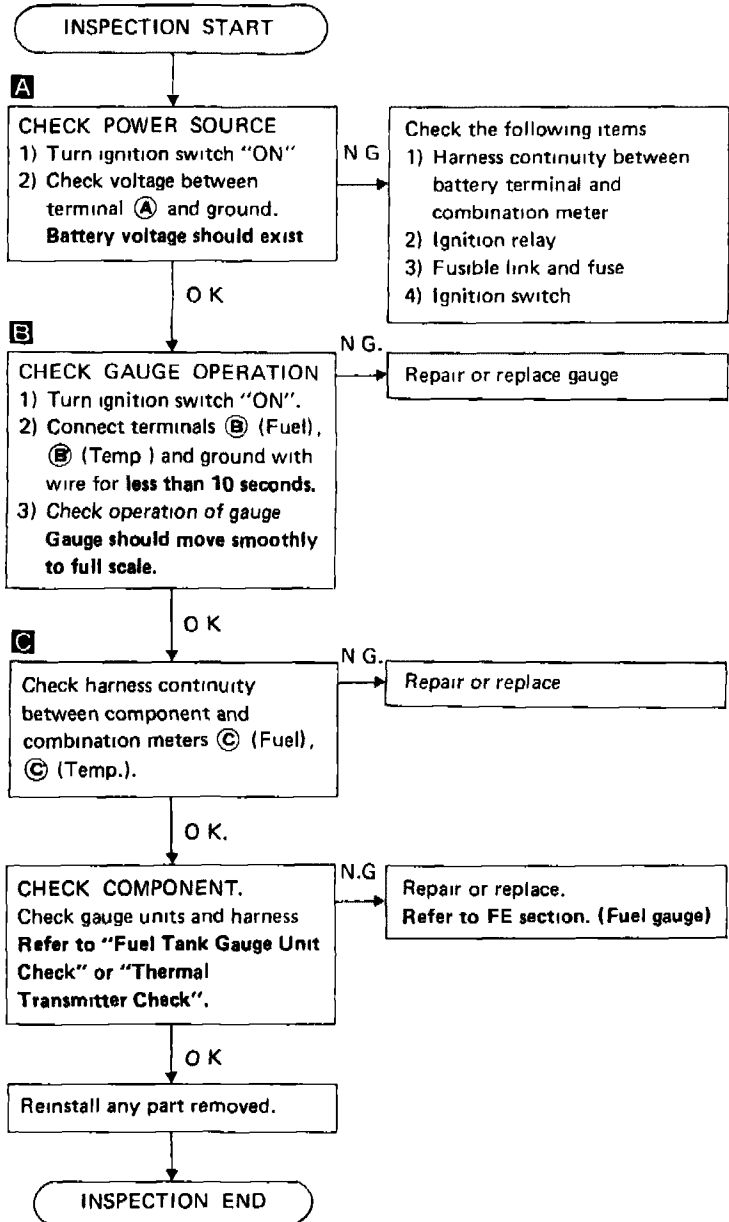 INSPECTION START
A
CHECK POWER SOURCE
1) Turn ignition switch "ON"
2) Check voltage between
terminal Ⓐ and ground.
Battery voltage should exist
N G
Check the following items
1) Harness continuity between
battery terminal and
combination meter
2) Ignition relay
3) Fusible link and fuse
4) Ignition switch
O K
B
CHECK GAUGE OPERATION
1) Turn ignition switch "ON".
2) Connect terminals Ⓑ (Fuel),
Ⓑ' (Temp ) and ground with
wire for less than 10 seconds.
3) Check operation of gauge
Gauge should move smoothly
to full scale.
N G.
Repair or replace gauge
O K
C
Check harness continuity
between component and
combination meters Ⓒ (Fuel),
Ⓒ' (Temp.).
N G.
Repair or replace
O K.
CHECK COMPONENT.
Check gauge units and harness
Refer to "Fuel Tank Gauge Unit
Check" or "Thermal
Transmitter Check".
N.G
Repair or replace.
Refer to FE section. (Fuel gauge)
O K
Reinstall any part removed.
INSPECTION END